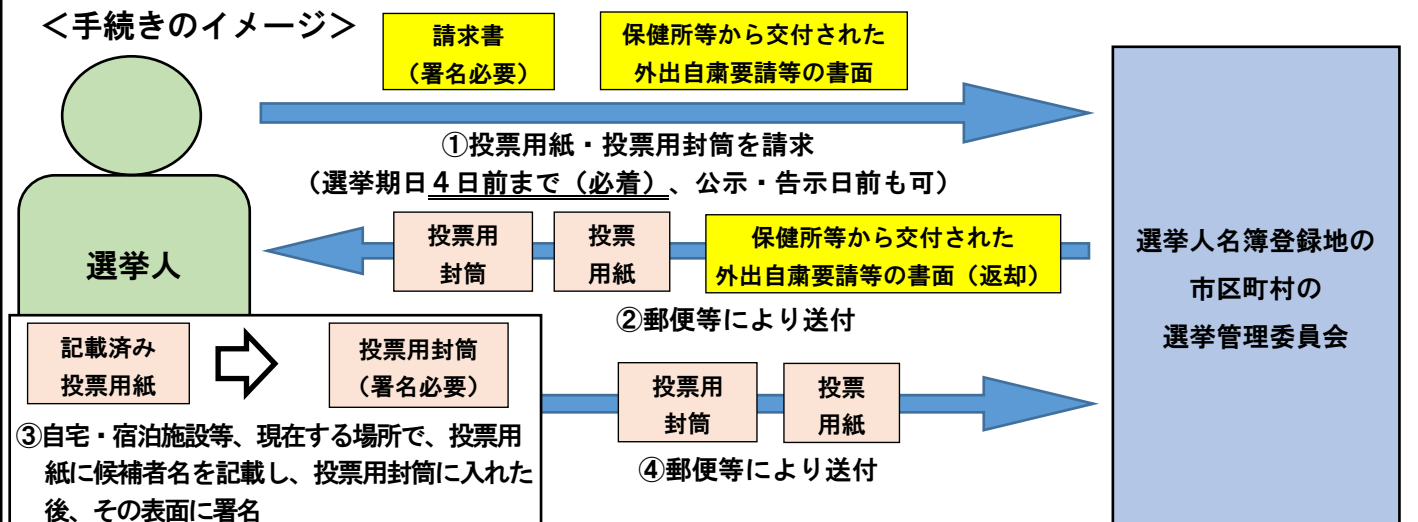 ＜手続きのイメージ＞
請求書
（署名必要）
保健所等から交付された
外出自粛要請等の書面
①投票用紙・投票用封筒を請求
（選挙期日４日前まで（必着）、公示・告示日前も可）
選挙人
投票用
封筒
投票
用紙
保健所等から交付された
外出自粛要請等の書面（返却）
②郵便等により送付
選挙人名簿登録地の
市区町村の
選挙管理委員会
記載済み
投票用紙
投票用封筒
（署名必要）
③自宅・宿泊施設等、現在する場所で、投票用
紙に候補者名を記載し、投票用封筒に入れた
後、その表面に署名
投票用
封筒
投票
用紙
④郵便等により送付